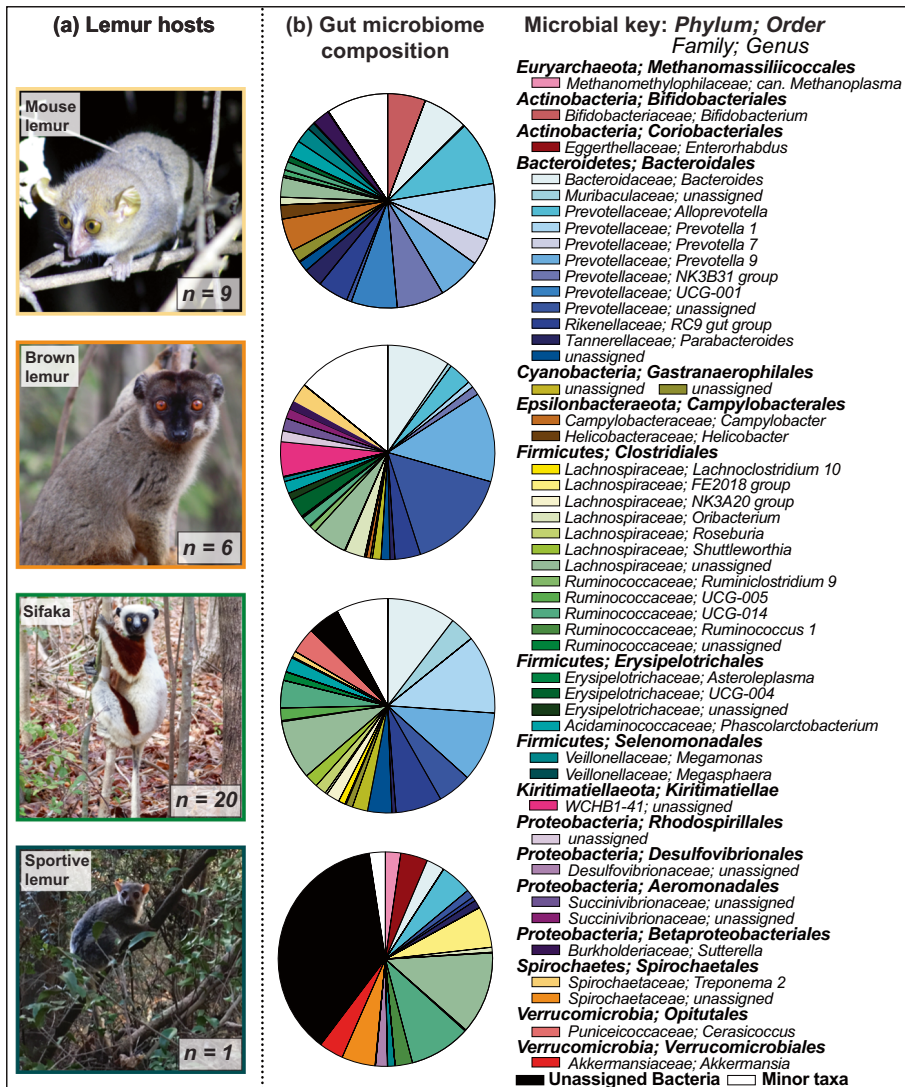 (a) Lemur hosts
Mouse
lemur
n = 9
Brown
lemur
n = 6
Sifaka
n = 20
Sportive
lemur
n = 1
(b) Gut microbiome
composition
Microbial key: Phylum; Order
Family; Genus
Euryarchaeota; Methanomassiliicoccales
Methanomethylophilaceae; can. Methanoplasma
Actinobacteria; Bifidobacteriales
Bifidobacteriaceae; Bifidobacterium
Actinobacteria; Coriobacteriales
Eggerthellaceae; Enterorhabdus
Bacteroidetes; Bacteroidales
Bacteroidaceae; Bacteroides
Muribaculaceae; unassigned
Prevotellaceae; Alloprevotella
Prevotellaceae; Prevotella 1
Prevotellaceae; Prevotella 7
Prevotellaceae; Prevotella 9
Prevotellaceae; NK3B31 group
Prevotellaceae; UCG-001
Prevotellaceae; unassigned
Rikenellaceae; RC9 gut group
Tannerellaceae; Parabacteroides
unassigned
Cyanobacteria; Gastranaerophilales
unassigned unassigned
Epsilonbacteraeota; Campylobacterales
Campylobacteraceae; Campylobacter
Helicobacteraceae; Helicobacter
Firmicutes; Clostridiales
Lachnospiraceae; Lachnoclostridium 10
Lachnospiraceae; FE2018 group
Lachnospiraceae; NK3A20 group
Lachnospiraceae; Oribacterium
Lachnospiraceae; Roseburia
Lachnospiraceae; Shuttleworthia
Lachnospiraceae; unassigned
Ruminococcaceae; Ruminiclostridium 9
Ruminococcaceae; UCG-005
Ruminococcaceae; UCG-014
Ruminococcaceae; Ruminococcus 1
Ruminococcaceae; unassigned
Firmicutes; Erysipelotrichales
Erysipelotrichaceae; Asteroleplasma
Erysipelotrichaceae; UCG-004
Erysipelotrichaceae; unassigned
Acidaminococcaceae; Phascolarctobacterium
Firmicutes; Selenomonadales
Veillonellaceae; Megamonas
Veillonellaceae; Megasphaera
Kiritimatiellaeota; Kiritimatiellae
WCHB1-41; unassigned
Proteobacteria; Rhodospirillales
unassigned
Proteobacteria; Desulfovibrionales
Desulfovibrionaceae; unassigned
Proteobacteria; Aeromonadales
Succinivibrionaceae; unassigned
Succinivibrionaceae; unassigned
Proteobacteria; Betaproteobacteriales
Burkholderiaceae; Sutterella
Spirochaetes; Spirochaetales
Spirochaetaceae; Treponema 2
Spirochaetaceae; unassigned
Verrucomicrobia; Opitutales
Puniceicoccaceae; Cerasicoccus
Verrucomicrobia; Verrucomicrobiales
Akkermansiaceae; Akkermansia
Unassigned Bacteria Minor taxa